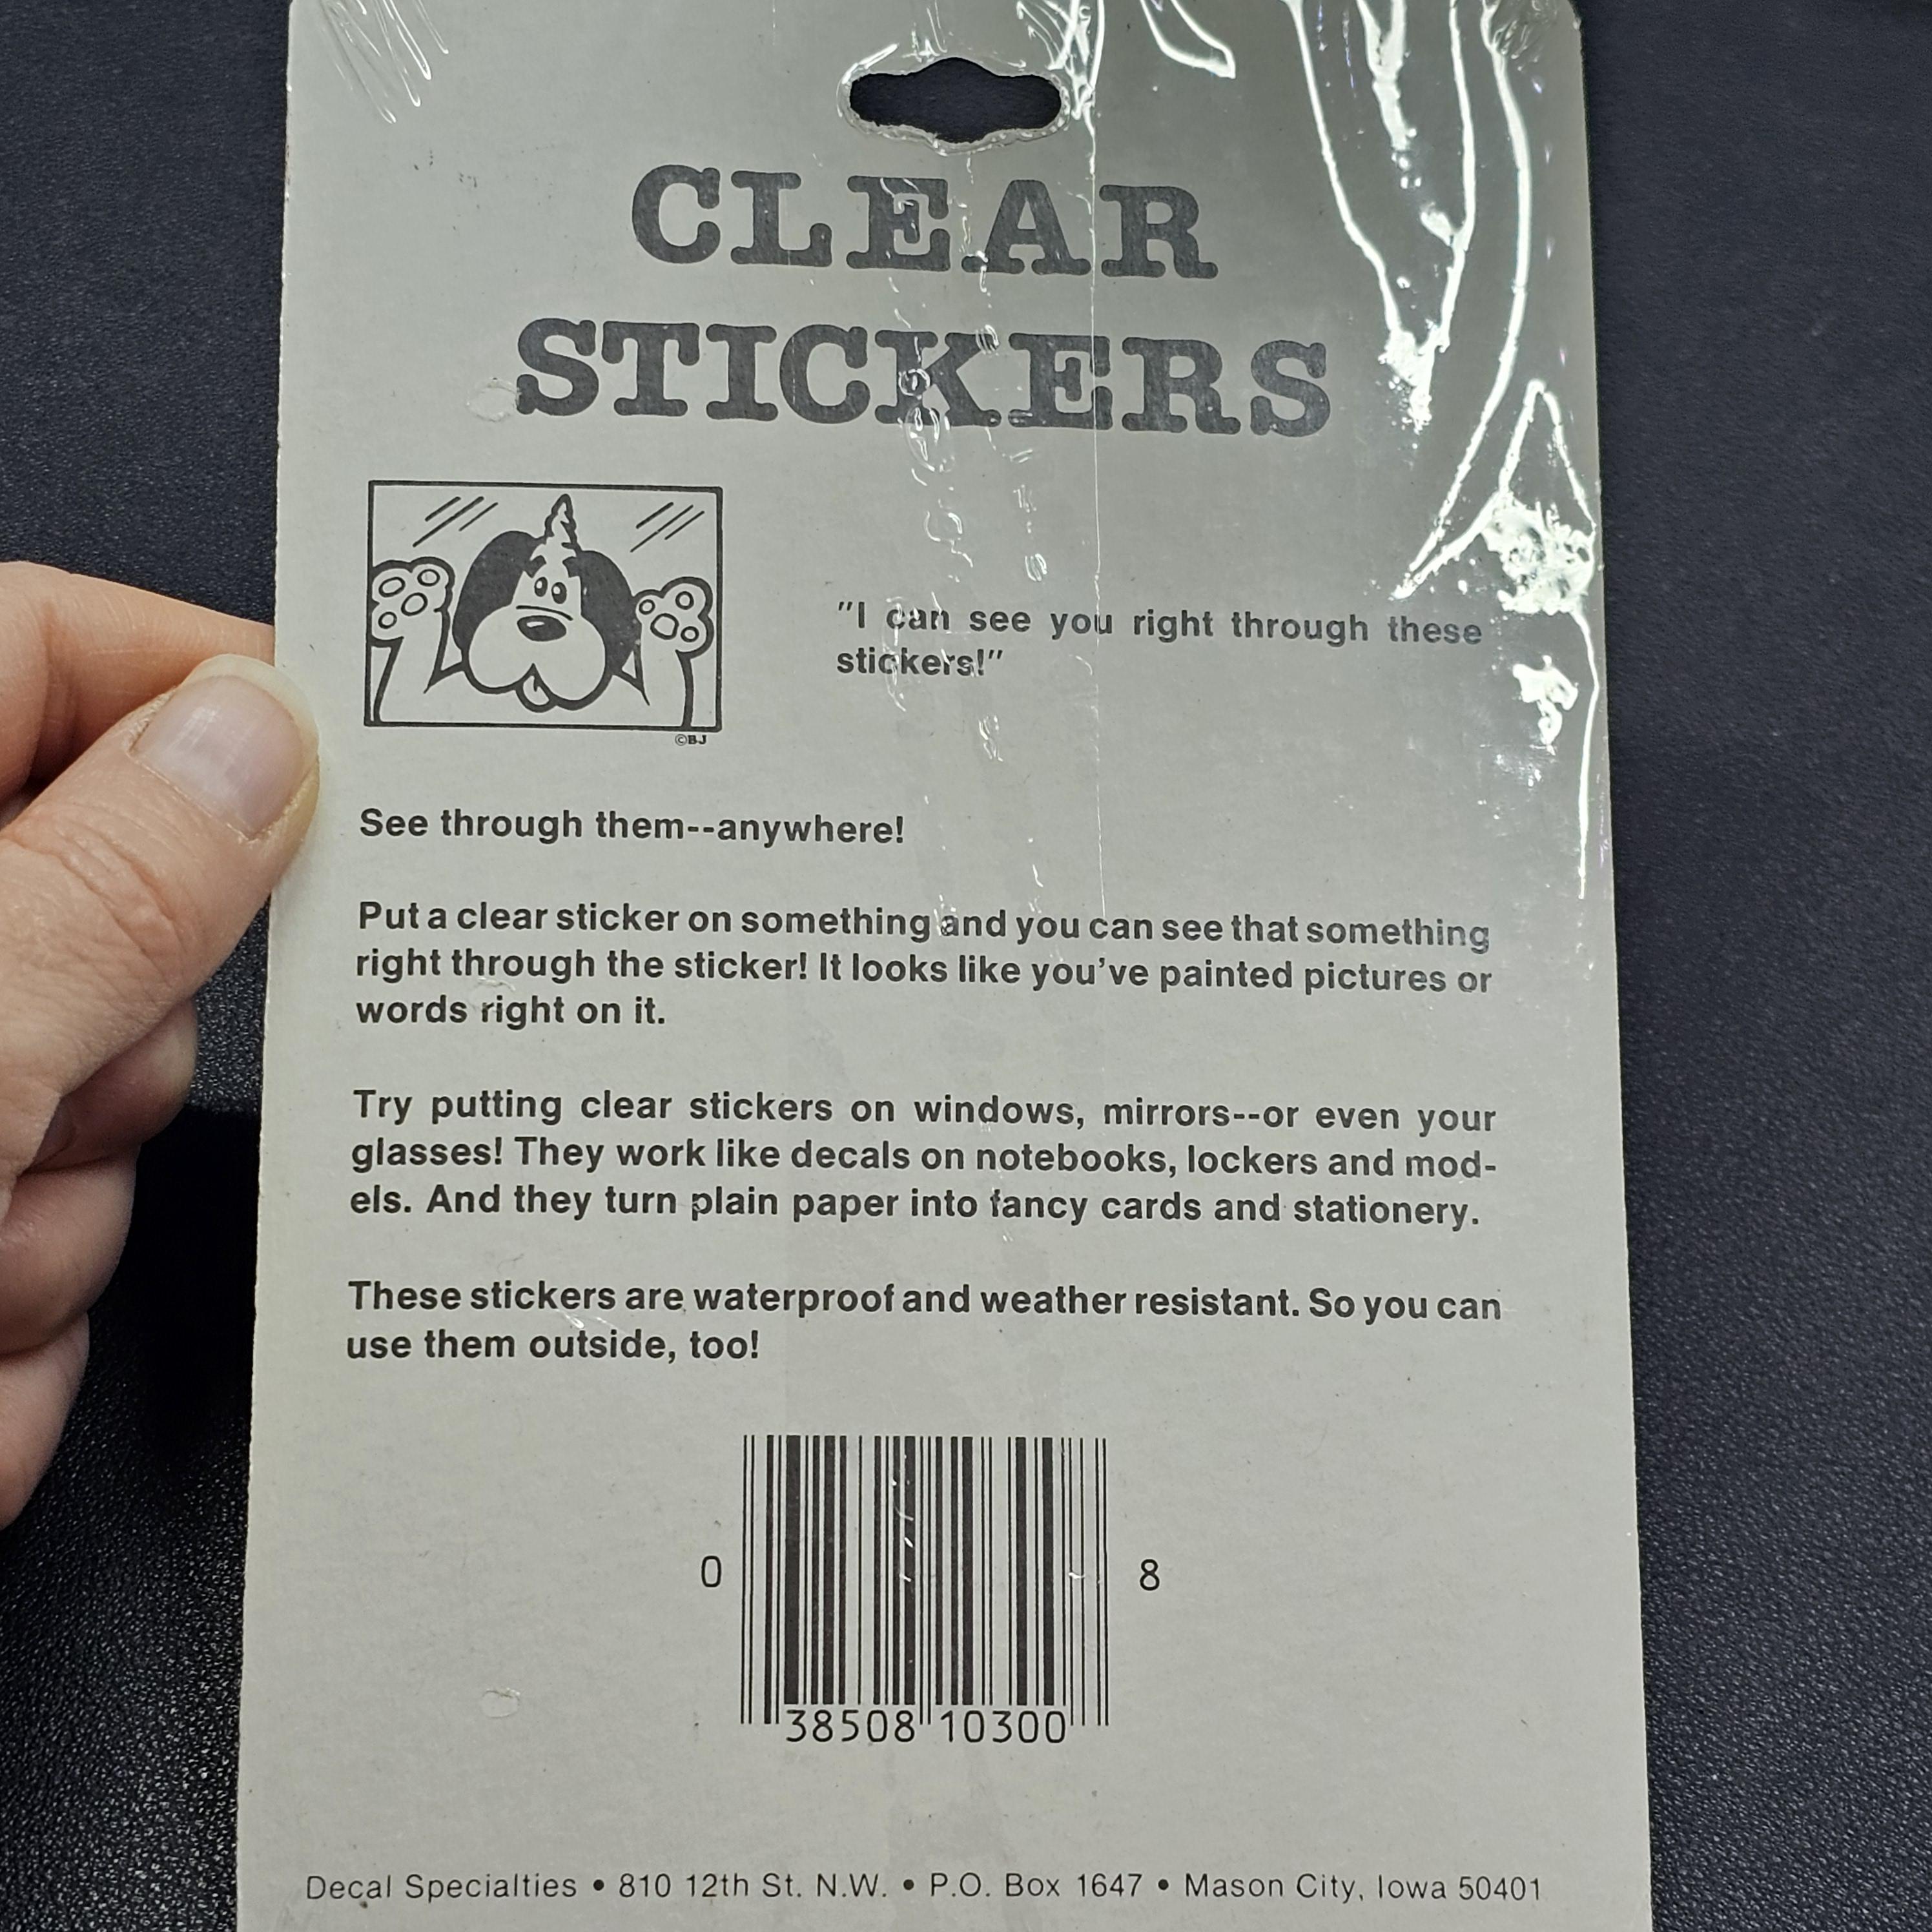 CLEAR
STICKERS
"I can see you right through these
stickers!"
©BJ
See through them--anywhere!
Put a clear sticker on something and you can see that something
right through the sticker! It looks like you've painted pictures or
words right on it.
Try putting clear stickers on windows, mirrors--or even your
glasses! They work like decals on notebooks, lockers and mod-
els. And they turn plain paper into fancy cards and stationery.
These stickers are waterproof and weather resistant. So you can
use them outside, too!
0 38508 10300 8
Decal Specialties • 810 12th St. N.W. • P.O. Box 1647 • Mason City, Iowa 50401